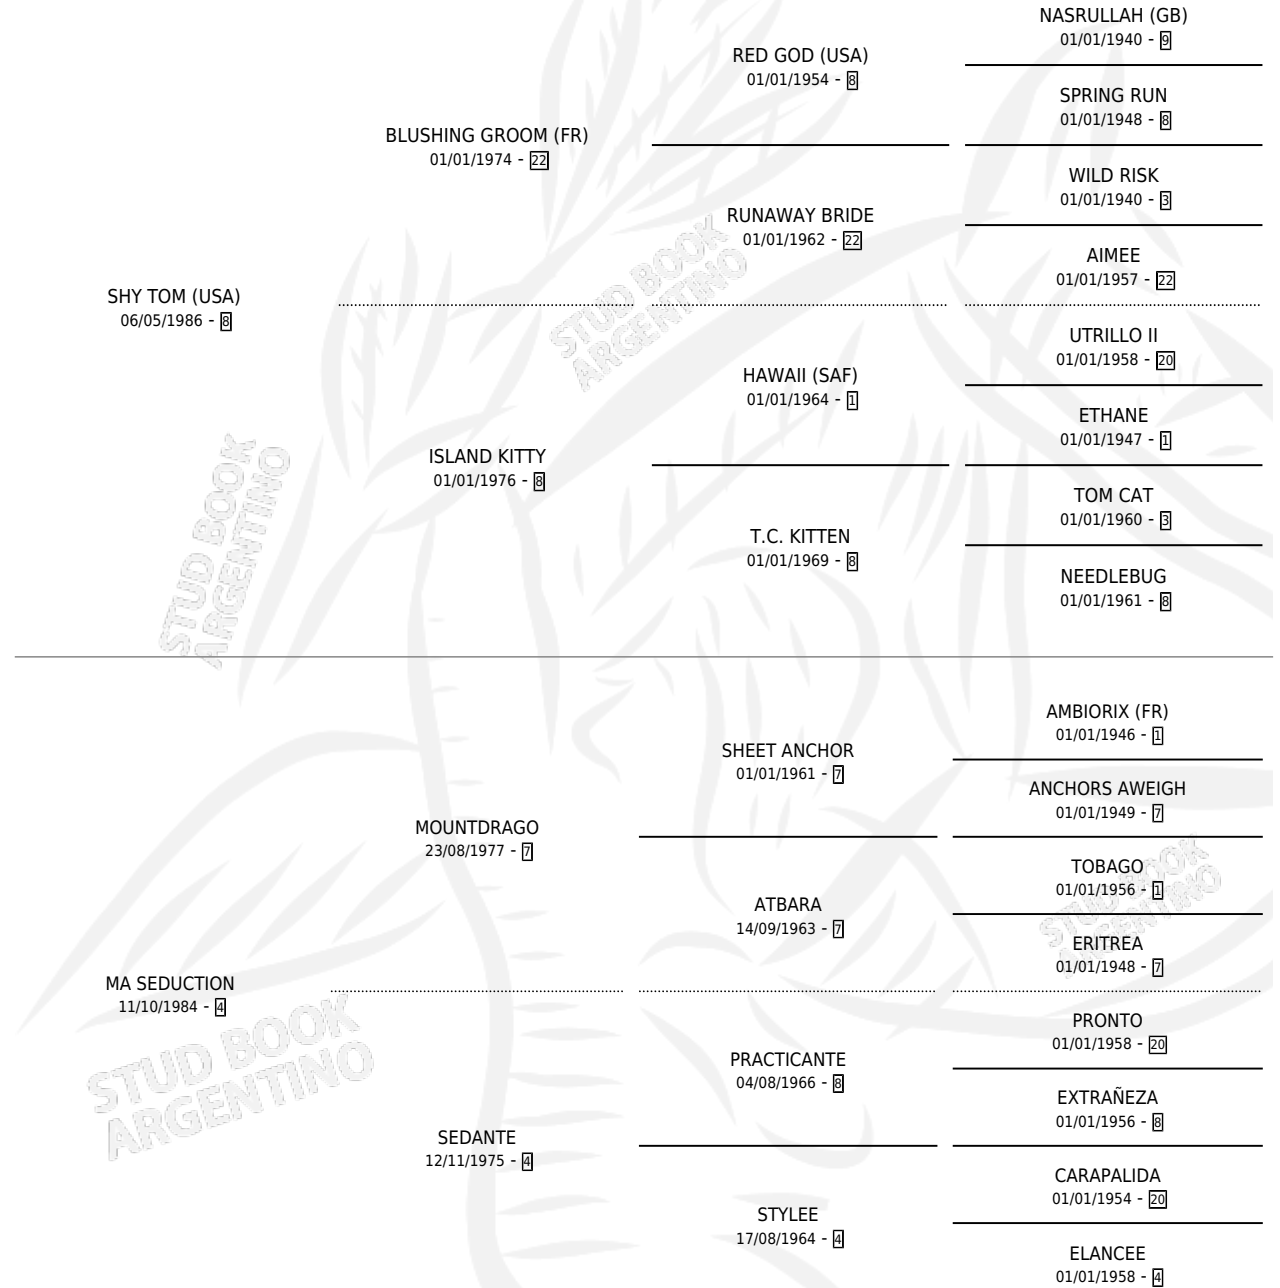 NASRULLAH (GB)
01/01/1940 - 9
RED GOD (USA)
01/01/1954 - 8
SPRING RUN
01/01/1948 - 8
BLUSHING GROOM (FR)
01/01/1974 - 22
WILD RISK
01/01/1940 - 3
RUNAWAY BRIDE
01/01/1962 - 22
AIMEE
01/01/1957 - 22
SHY TOM (USA)
06/05/1986 - 8
UTRILLO II
01/01/1958 - 20
HAWAII (SAF)
01/01/1964 - 1
ETHANE
01/01/1947 - 1
ISLAND KITTY
01/01/1976 - 8
TOM CAT
01/01/1960 - 3
T.C. KITTEN
01/01/1969 - 8
NEEDLEBUG
01/01/1961 - 8
STUD BOOK
ARGENTINO
STUD BOOK
ARGENTINO
AMBIORIX (FR)
01/01/1946 - 1
SHEET ANCHOR
01/01/1961 - 7
ANCHORS AWEIGH
01/01/1949 - 7
MOUNTDRAGO
23/08/1977 - 7
TOBAGO
01/01/1956 - 1
ATBARA
14/09/1963 - 7
ERITREA
01/01/1948 - 7
MA SEDUCTION
11/10/1984 - 4
PRONTO
01/01/1958 - 20
PRACTICANTE
04/08/1966 - 8
EXTRAÑEZA
01/01/1956 - 8
SEDANTE
12/11/1975 - 4
CARAPALIDA
01/01/1954 - 20
STYLEE
17/08/1964 - 4
ELANCEE
01/01/1958 - 4
STUD BOOK
ARGENTINO
STUD BOOK
ARGENTINO